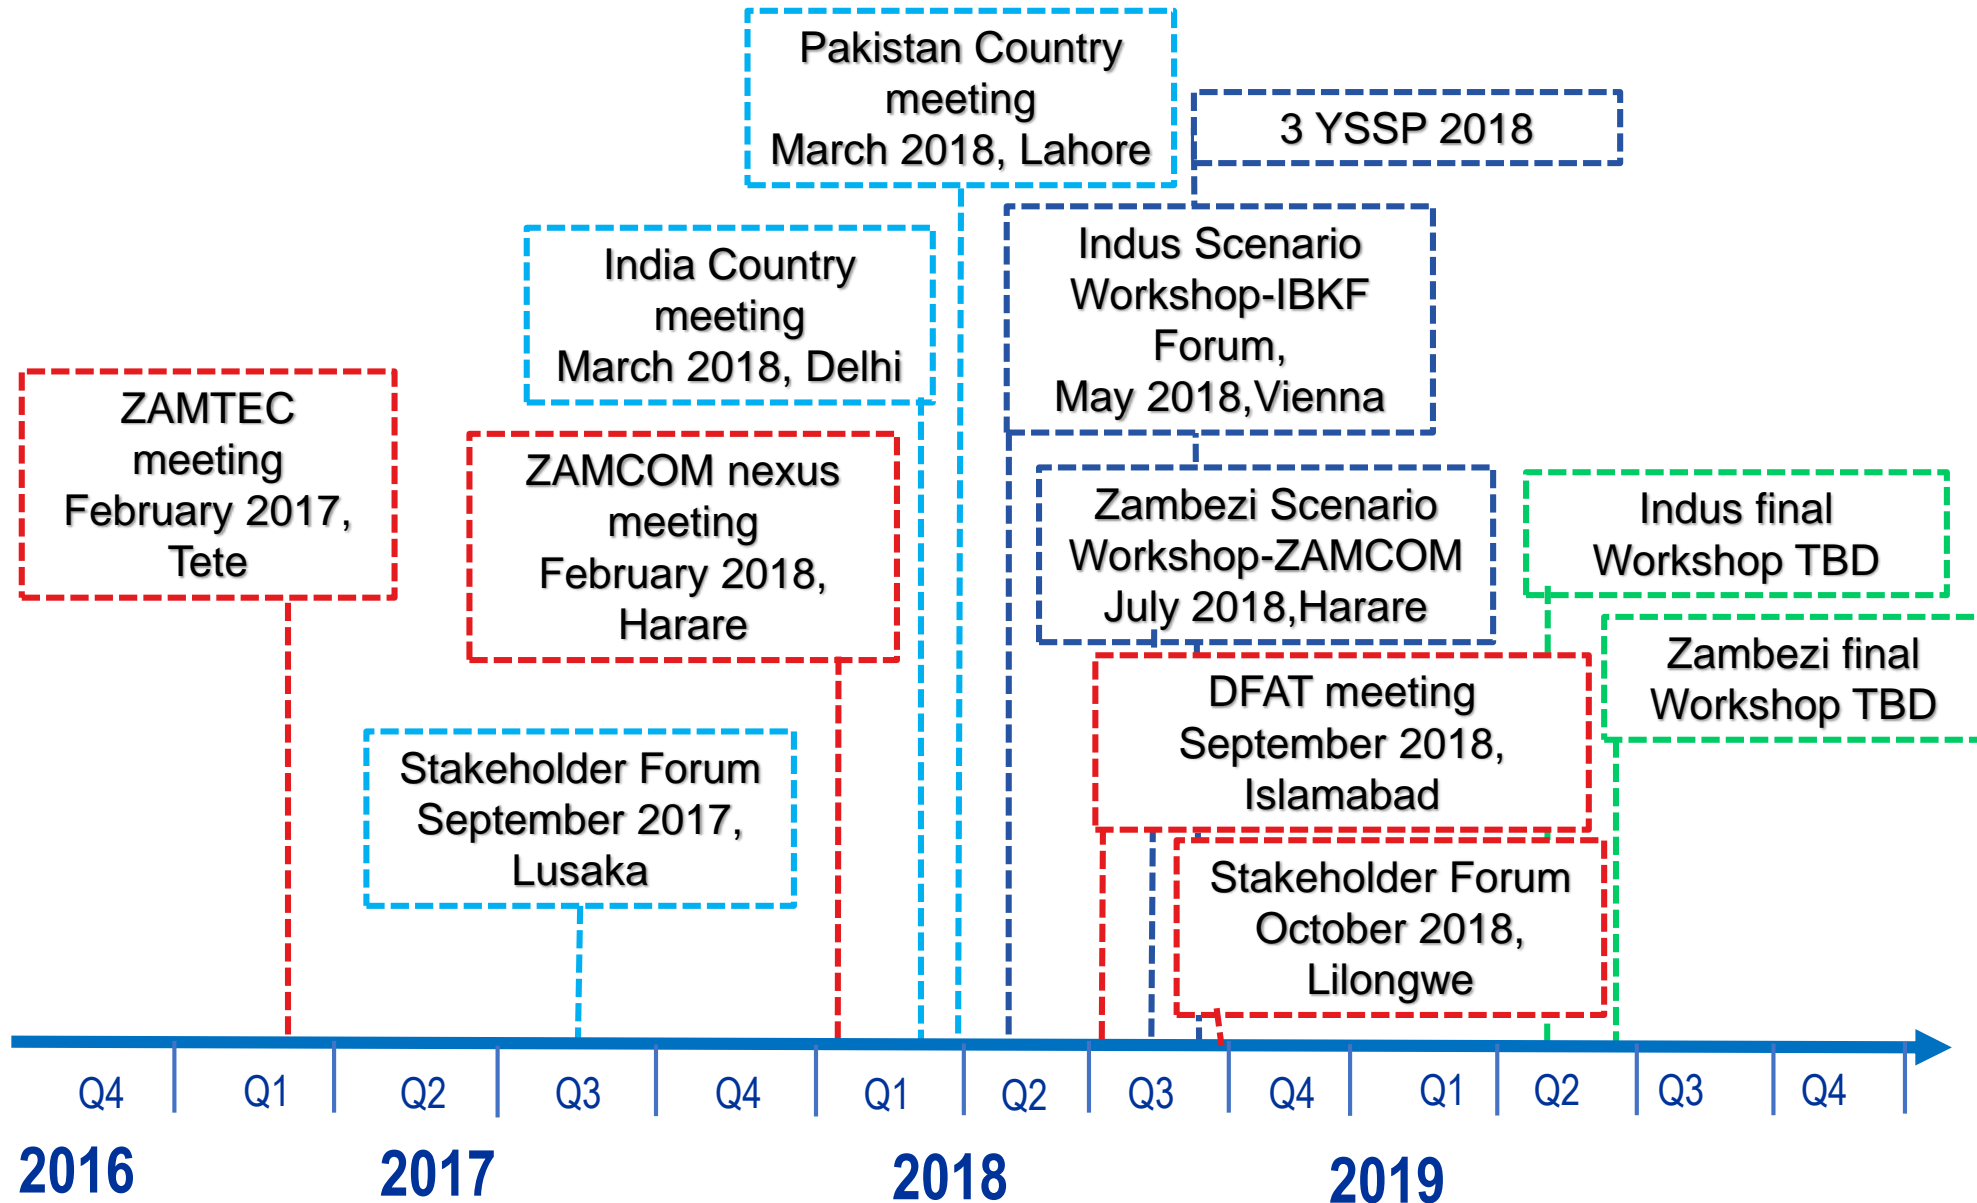 Pakistan Country
meeting
March 2018, Lahore
3 YSSP 2018
India Country
meeting
March 2018, Delhi
Indus Scenario
Workshop-IBKF
Forum,
May 2018,Vienna
ZAMTEC
meeting
February 2017,
Tete
ZAMCOM nexus
meeting
February 2018,
Harare
Zambezi Scenario
Workshop-ZAMCOM
July 2018,Harare
Indus final
Workshop TBD
Zambezi final
Workshop TBD
DFAT meeting
September 2018,
Islamabad
Stakeholder Forum
September 2017,
Lusaka
Stakeholder Forum
October 2018,
Lilongwe
Q4 Q1 Q2 Q3 Q4 Q1 Q2 Q3 Q4 Q1 Q2 Q3 Q4
2016 2017 2018 2019